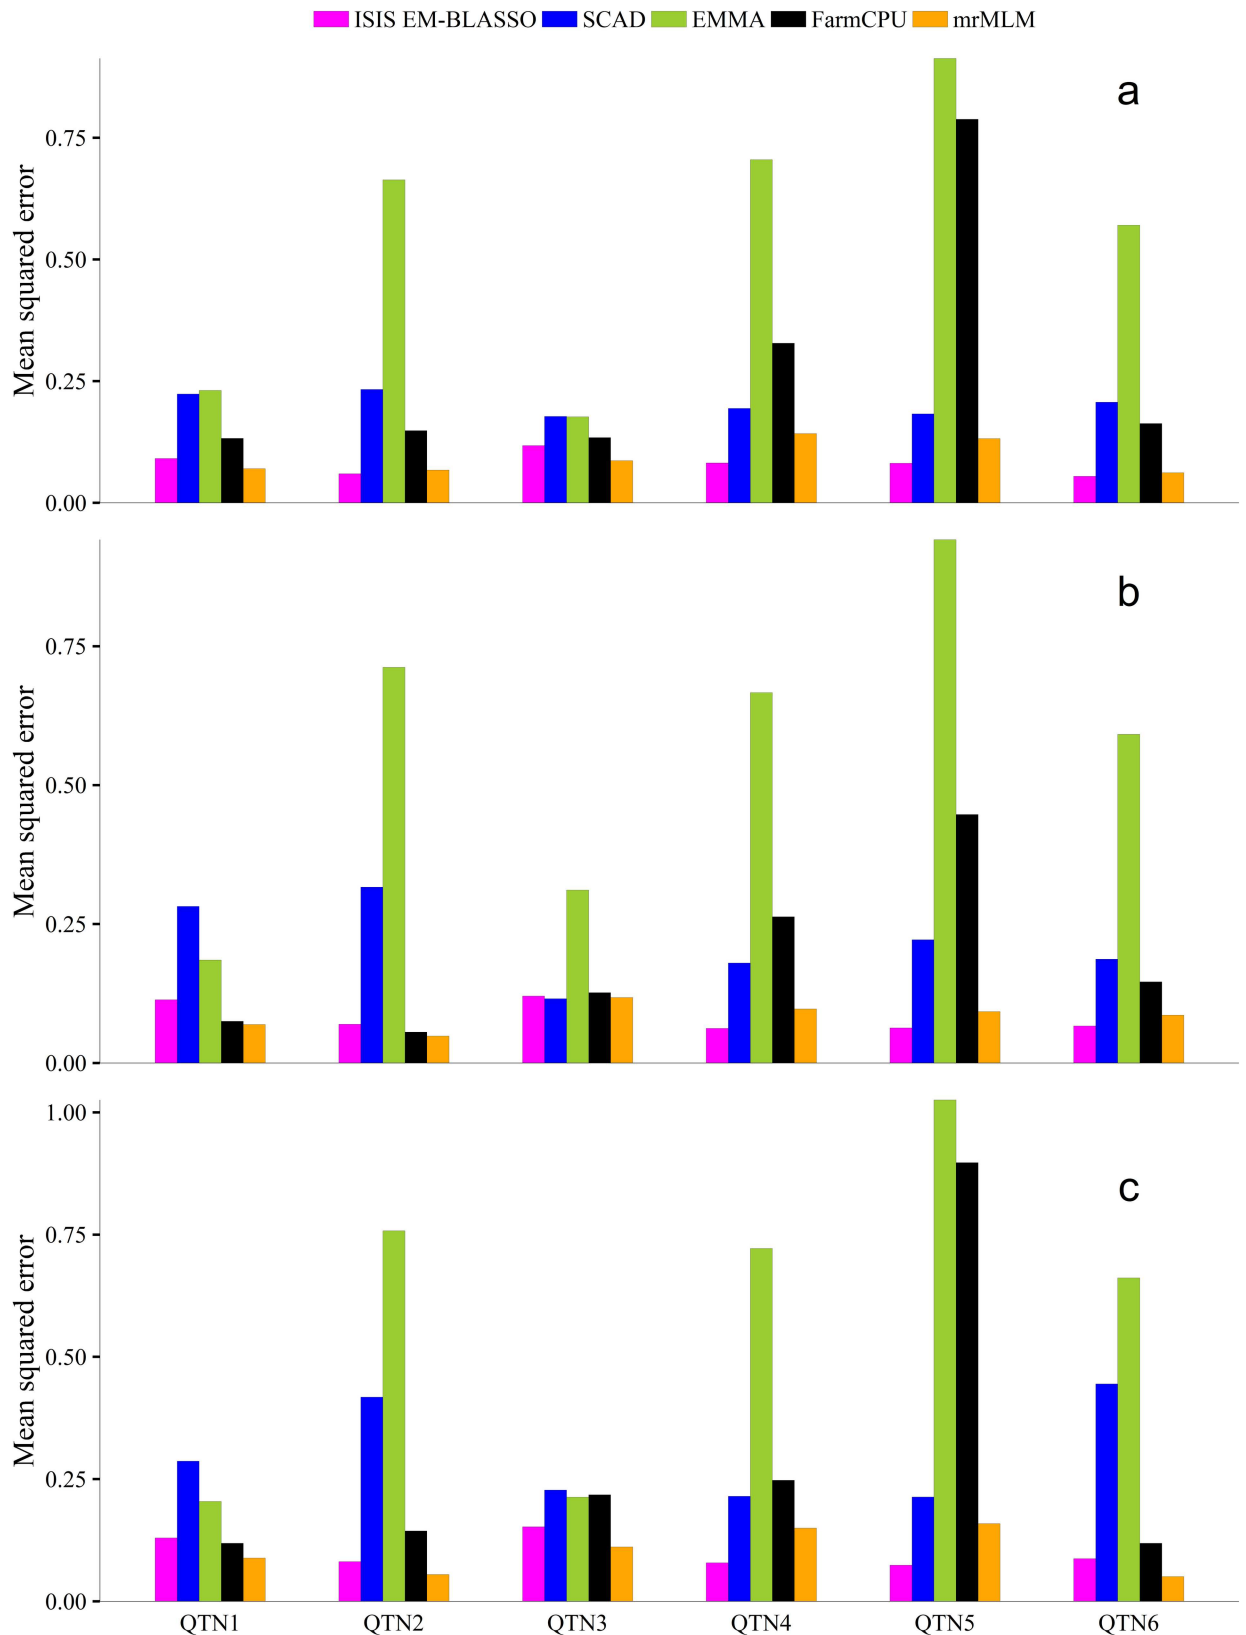 ISIS EM-BLASSO SCAD EMMA FarmCPU mrMLM
a
Mean squared error
0.75
0.50
0.25
0.00
b
Mean squared error
0.75
0.50
0.25
0.00
c
Mean squared error
1.00
0.75
0.50
0.25
0.00
QTN1 QTN2 QTN3 QTN4 QTN5 QTN6